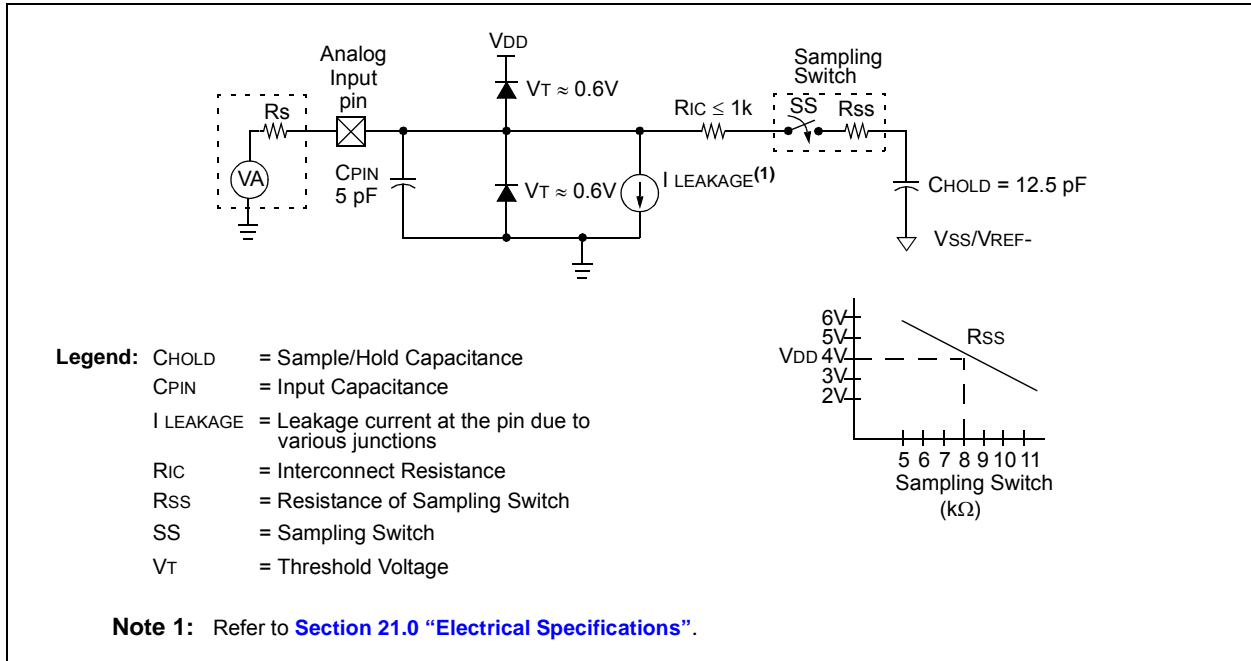 VDD
Analog
Input
pin
Sampling
Switch
VT ≈ 0.6V
RIC ≤ 1k
SS
RSS
Rs
VA
CPIN
5 pF
VT ≈ 0.6V
I LEAKAGE(1)
CHOLD = 12.5 pF
VSS/VREF-
6V
5V
VDD 4V
3V
2V
RSS
5 6 7 8 9 10 11
Sampling Switch
(kΩ)
Legend: CHOLD = Sample/Hold Capacitance
CPIN = Input Capacitance
I LEAKAGE = Leakage current at the pin due to
various junctions
RIC = Interconnect Resistance
RSS = Resistance of Sampling Switch
SS = Sampling Switch
VT = Threshold Voltage
Note 1: Refer to Section 21.0 “Electrical Specifications”.